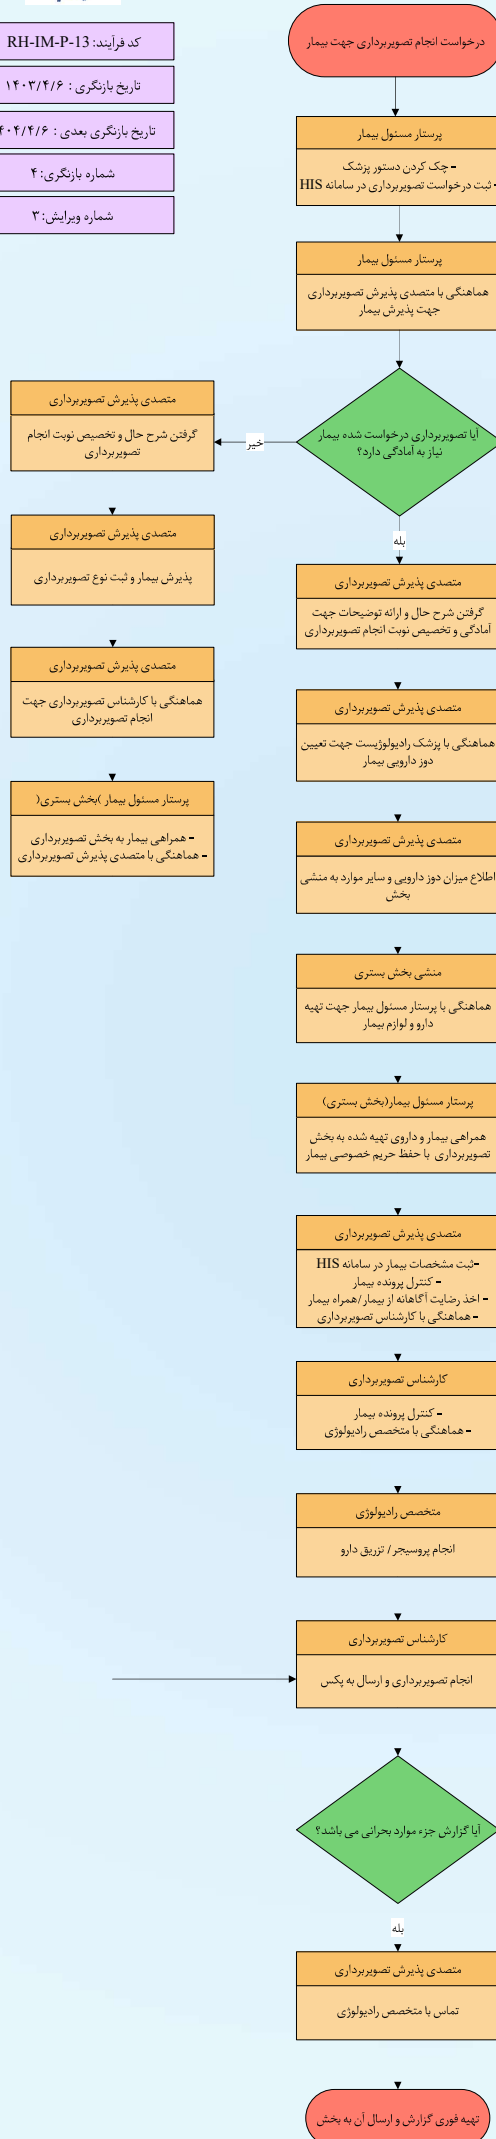 درخواست انجام تصویربرداری جهت بیمار
کد فرآیند: RH-IM-P-13
تاریخ بازنگری : ۱۴۰۳/۴/۶
تاریخ بازنگری بعدی : ۴۰۴/۴/۶
شماره بازنگری: ۴
شماره ویرایش: ۳
پرستار مسئول بیمار
- چک کردن دستور پزشک
- ثبت درخواست تصویربرداری در سامانه HIS
پرستار مسئول بیمار
هماهنگی با متصدی پذیرش تصویربرداری
جهت پذیرش بیمار
آیا تصویربرداری درخواست شده بیمار
نیاز به آمادگی دارد؟
خیر
بله
متصدی پذیرش تصویربرداری
گرفتن شرح حال و تخصیص نوبت انجام
تصویربرداری
متصدی پذیرش تصویربرداری
پذیرش بیمار و ثبت نوع تصویربرداری
متصدی پذیرش تصویربرداری
هماهنگی با کارشناس تصویربرداری جهت
انجام تصویربرداری
پرستار مسئول بیمار )بخش بستری(
- همراهی بیمار به بخش تصویربرداری
- هماهنگی با متصدی پذیرش تصویربرداری
متصدی پذیرش تصویربرداری
گرفتن شرح حال و ارائه توضیحات جهت
آمادگی و تخصیص نوبت انجام تصویربرداری
متصدی پذیرش تصویربرداری
هماهنگی با پزشک رادیولوژیست جهت تعیین
دوز دارویی بیمار
متصدی پذیرش تصویربرداری
اطلاع میزان دوز دارویی و سایر موارد به منشی
بخش
منشی بخش بستری
هماهنگی با پرستار مسئول بیمار جهت تهیه
دارو و لوازم بیمار
پرستار مسئول بیمار(بخش بستری)
همراهی بیمار و داروی تهیه شده به بخش
تصویربرداری با حفظ حریم خصوصی بیمار
متصدی پذیرش تصویربرداری
-ثبت مشخصات بیمار در سامانه HIS
- کنترل پرونده بیمار
- اخذ رضایت آگاهانه از بیمار/همراه بیمار
- هماهنگی با کارشناس تصویربرداری
کارشناس تصویربرداری
- کنترل پرونده بیمار
- هماهنگی با متخصص رادیولوژی
متخصص رادیولوژی
انجام پروسیجر/ تزریق دارو
کارشناس تصویربرداری
انجام تصویربرداری و ارسال به پکس
آیا گزارش جزء موارد بحرانی می باشد؟
بله
متصدی پذیرش تصویربرداری
تماس با متخصص رادیولوژی
تهیه فوری گزارش و ارسال آن به بخش